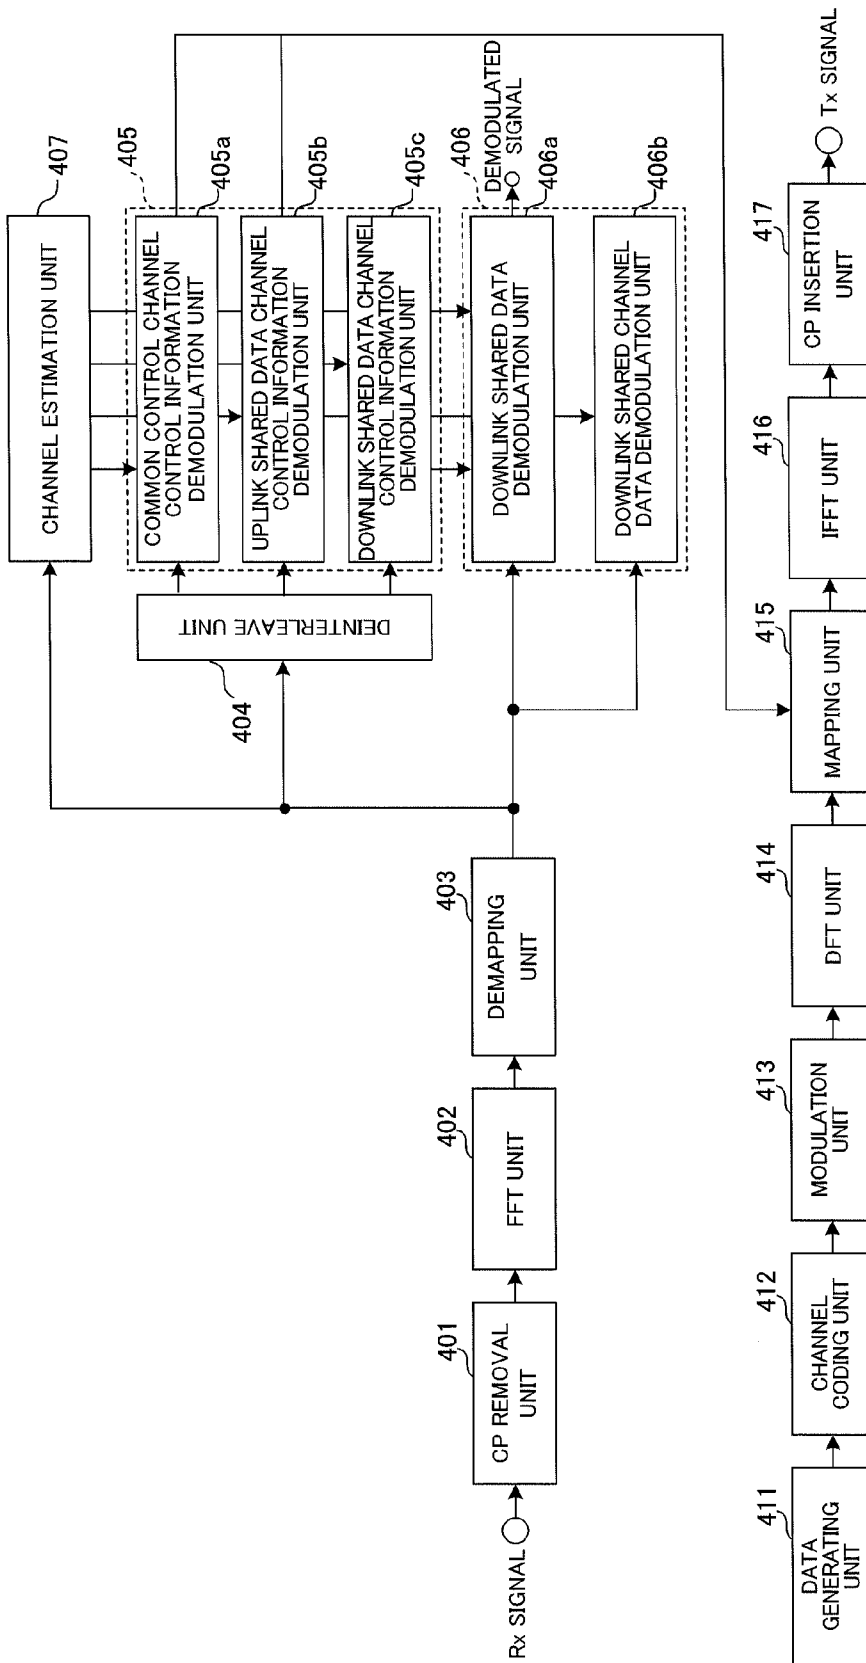 407
CHANNEL ESTIMATION UNIT
405
405a
COMMON CONTROL CHANNEL
CONTROL INFORMATION
DEMODULATION UNIT
405b
UPLINK SHARED DATA CHANNEL
CONTROL INFORMATION
DEMODULATION UNIT
405c
DOWNLINK SHARED DATA CHANNEL
CONTROL INFORMATION
DEMODULATION UNIT
DEINTERLEAVE UNIT
404
406
DEMODULATED
SIGNAL
406a
DOWNLINK SHARED DATA
DEMODULATION UNIT
406b
DOWNLINK SHARED CHANNEL
DATA DEMODULATION UNIT
Rx SIGNAL
401
CP REMOVAL
UNIT
402
FFT UNIT
403
DEMAPPING
UNIT
411
DATA
GENERATING
UNIT
412
CHANNEL
CODING UNIT
413
MODULATION
UNIT
414
DFT UNIT
415
MAPPING UNIT
416
IFFT UNIT
417
CP INSERTION
UNIT
Tx SIGNAL